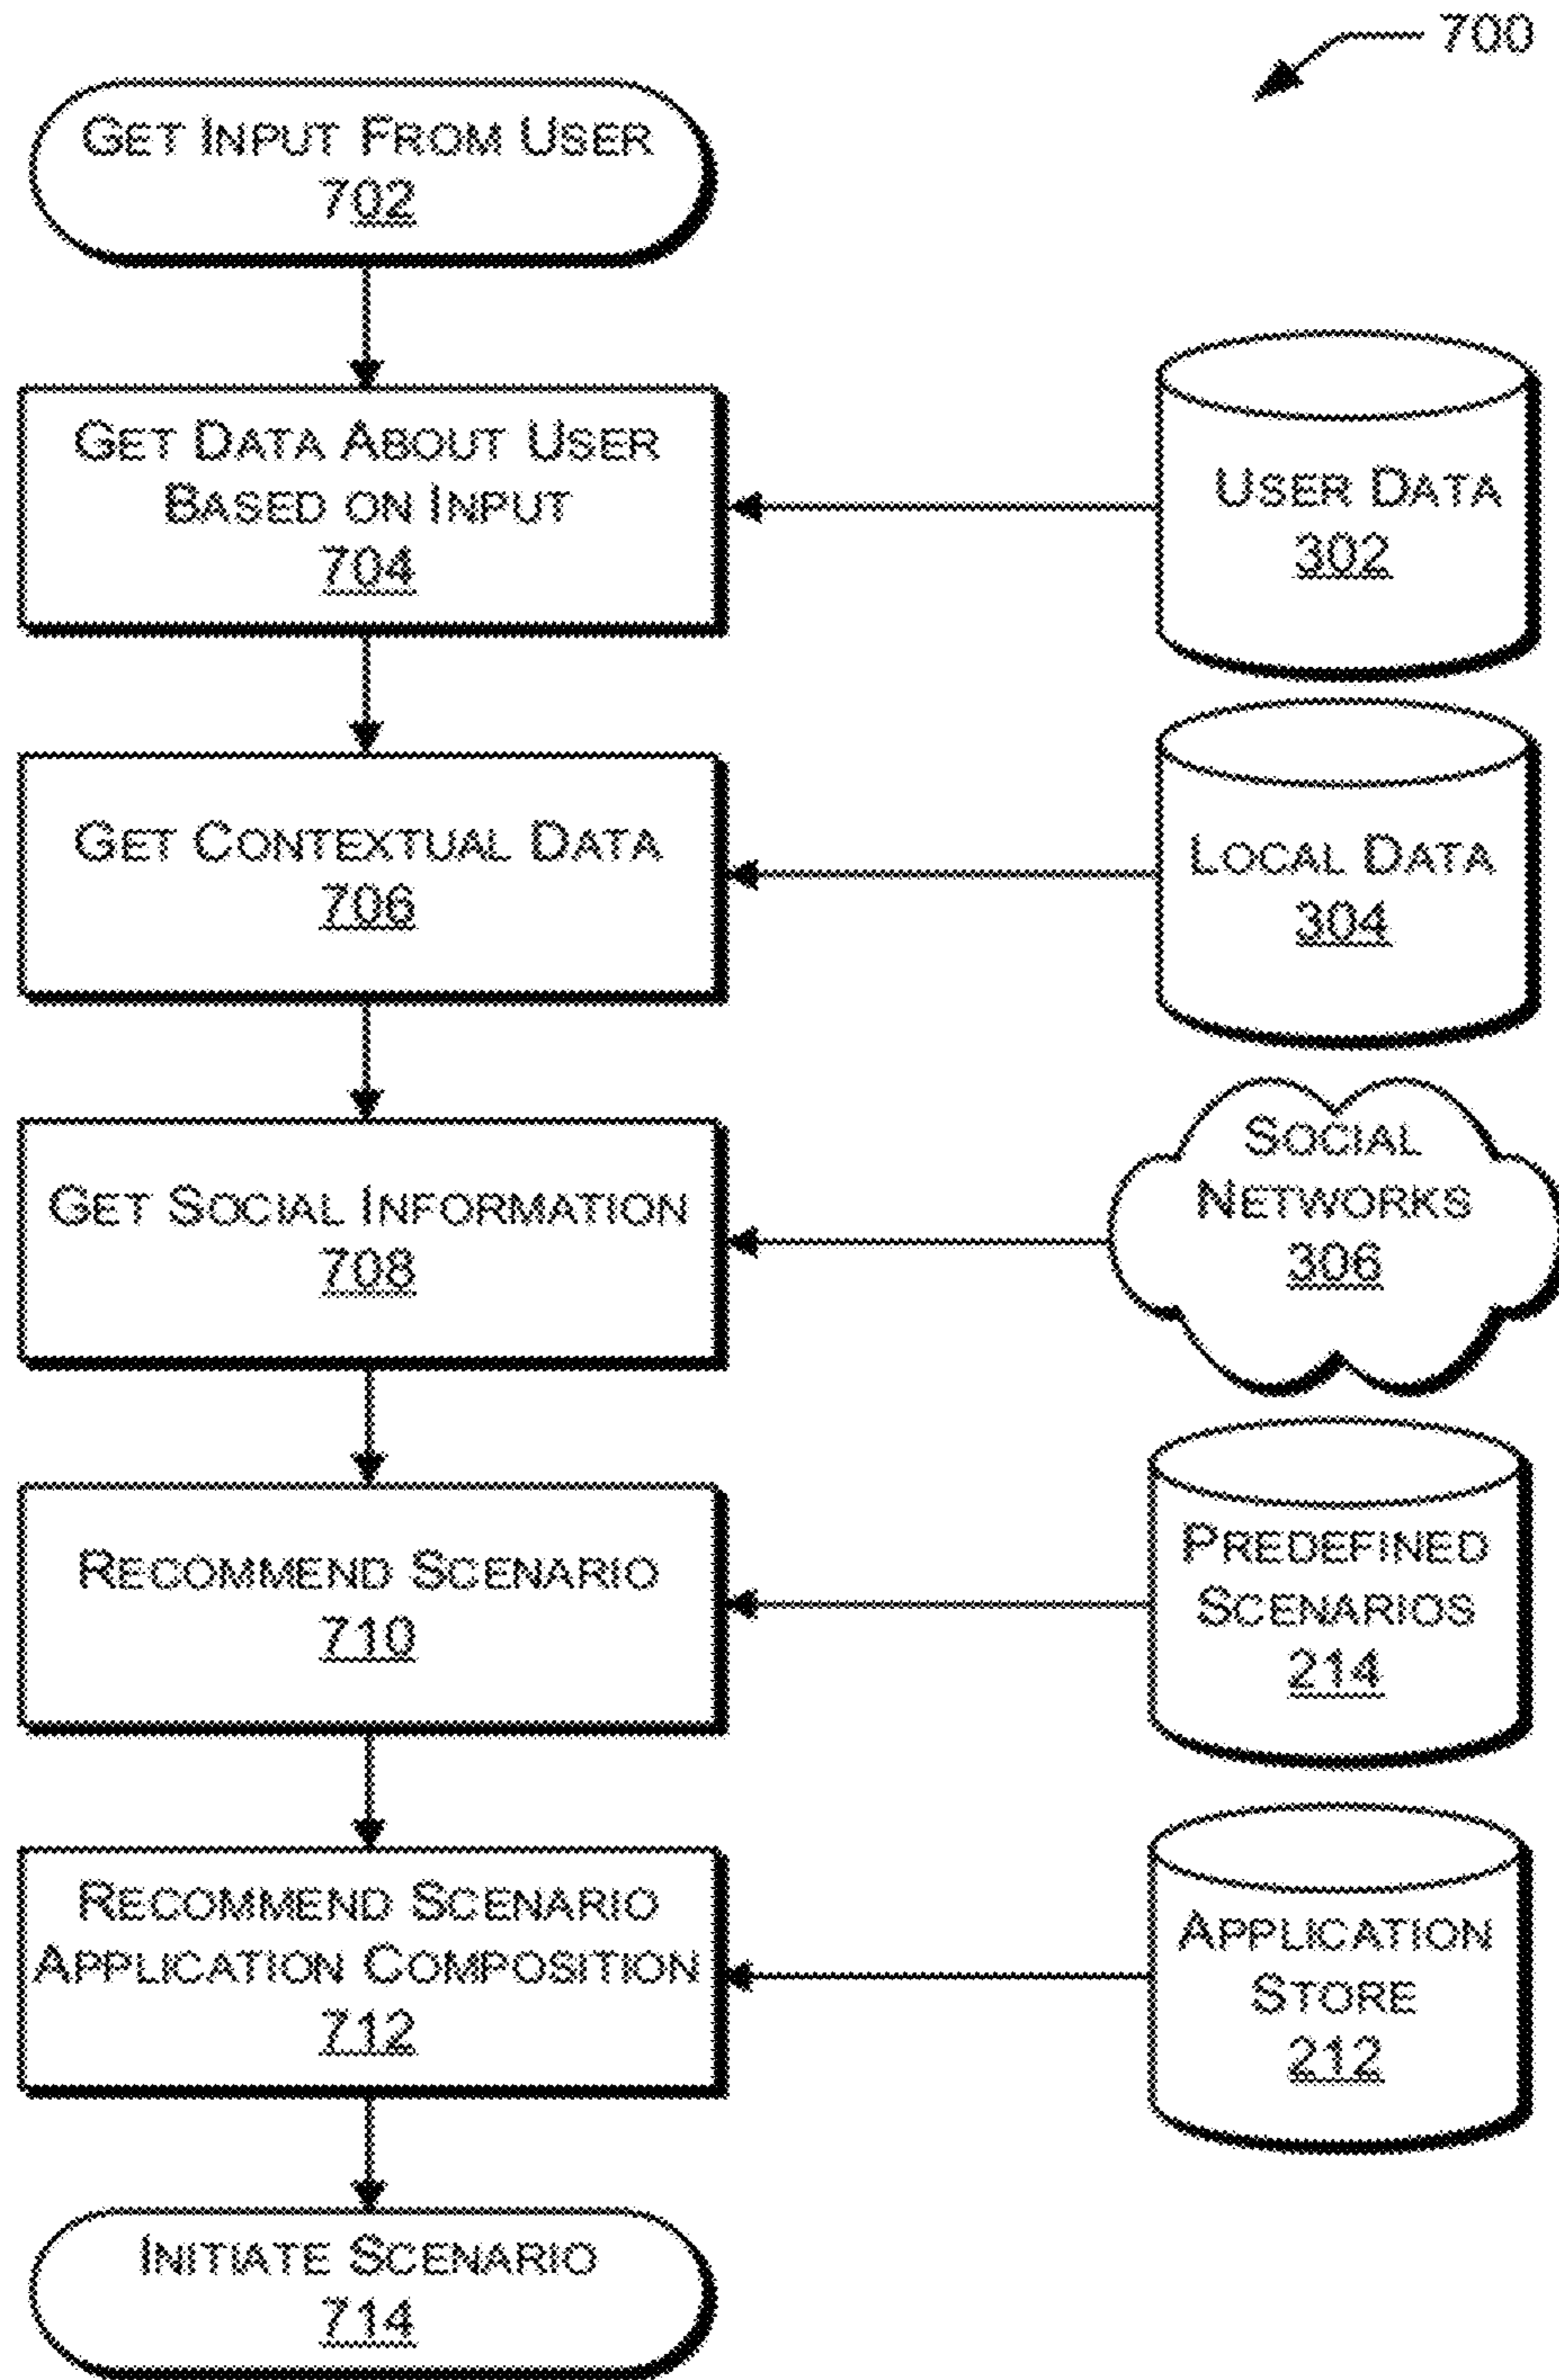 700
GET INPUT FROM USER
702
GET DATA ABOUT USER
BASED ON INPUT
704
USER DATA
302
GET CONTEXTUAL DATA
706
LOCAL DATA
304
GET SOCIAL INFORMATION
708
SOCIAL
NETWORKS
306
RECOMMEND SCENARIO
710
PREDEFINED
SCENARIOS
214
RECOMMEND SCENARIO
APPLICATION COMPOSITION
712
APPLICATION
STORE
212
INITIATE SCENARIO
714